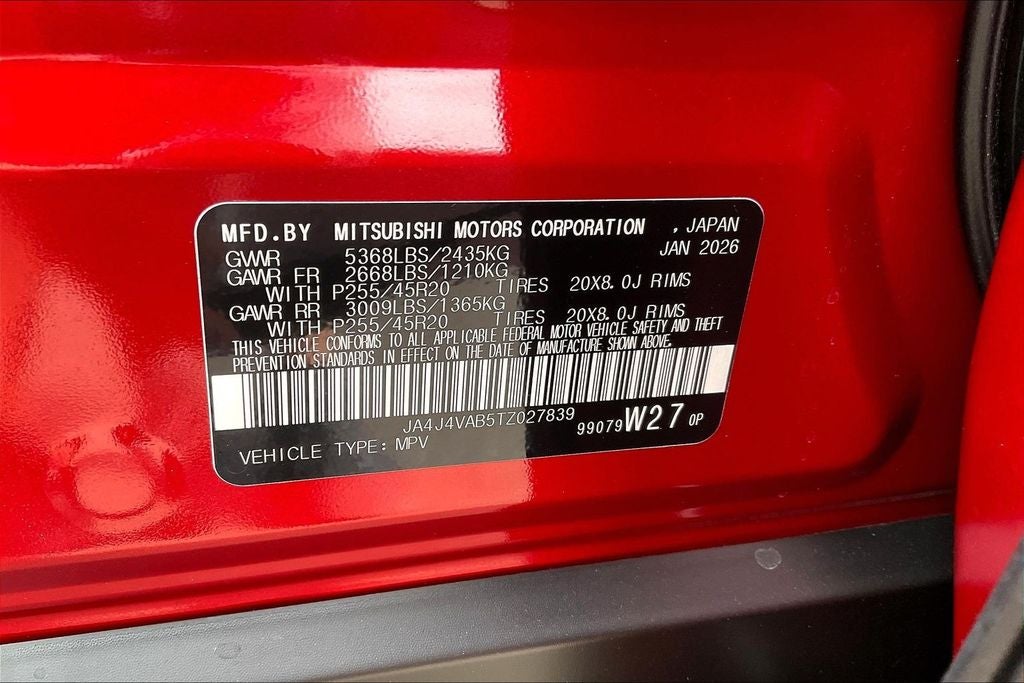 MFD.BY MITSUBISHI MOTORS CORPORATION , JAPAN
JAN 2026
GVWR 5368LBS/2435KG
GAWR FR 2668LBS/1210KG
WITH P255/45R20 TIRES 20X8.0J RIMS
GAWR RR 3009LBS/1365KG
WITH P255/45R20 TIRES 20X8.0J RIMS
THIS VEHICLE CONFORMS TO ALL APPLICABLE FEDERAL MOTOR VEHICLE SAFETY AND THEFT
PREVENTION STANDARDS IN EFFECT ON THE DATE OF MANUFACTURE SHOWN ABOVE.
JA4J4VAB5TZ027839
99079 W27 OP
VEHICLE TYPE: MPV